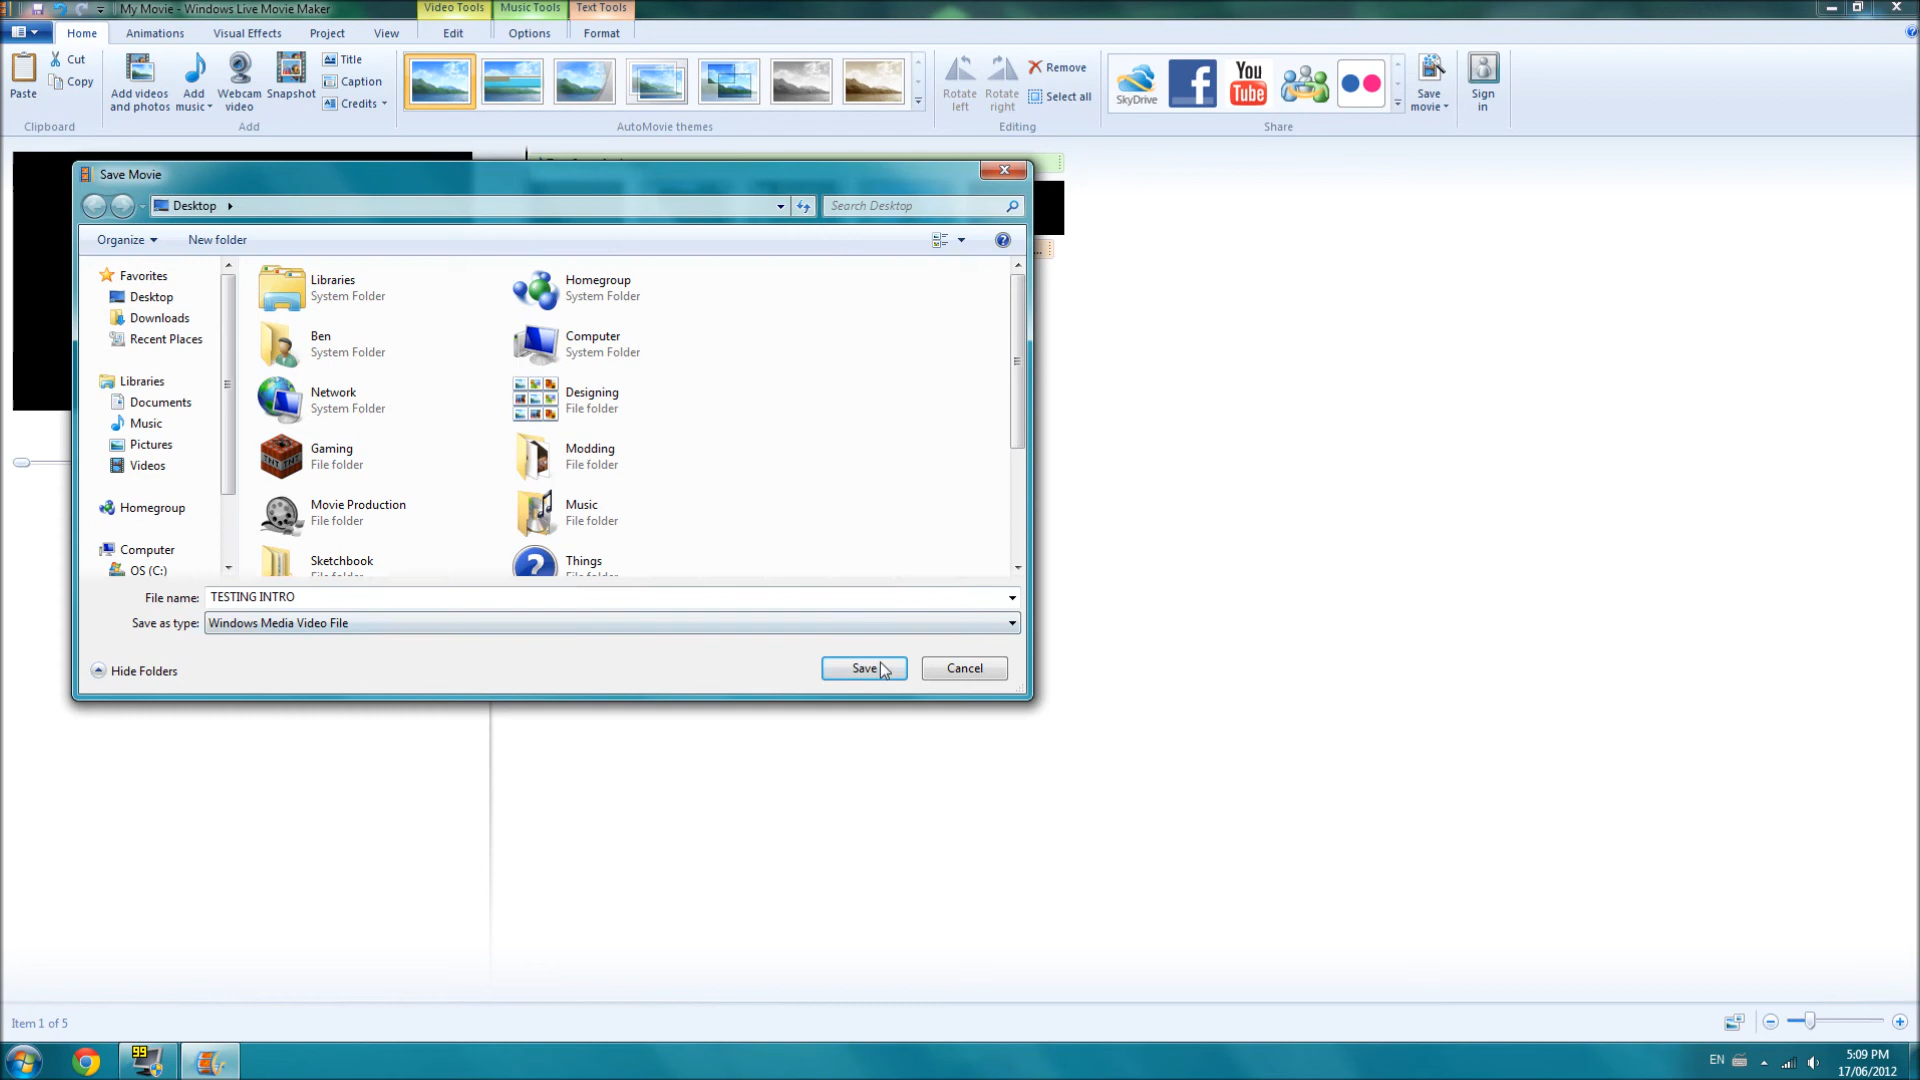 My Movie - Windows Live Movie Maker
Video Tools
Music Tools
Text Tools
Home
Animations
Visual Effects
Project
View
Edit
Options
Format
Paste
Cut
Copy
Clipboard
Add videos and photos
Add music
Webcam video
Snapshot
Title
Caption
Credits
Add
AutoMovie themes
Rotate left
Rotate right
Remove
Select all
Editing
SkyDrive
You Tube
Share
Save movie
Sign in
Save Movie
Desktop
Search Desktop
Organize
New folder
Favorites
Desktop
Downloads
Recent Places
Libraries
Documents
Music
Pictures
Videos
Homegroup
Computer
OS (C:)
Libraries
System Folder
Homegroup
System Folder
Ben
System Folder
Computer
System Folder
Network
System Folder
Designing
File folder
Gaming
File folder
Modding
File folder
Movie Production
File folder
Music
File folder
Sketchbook
File folder
Things
File folder
File name: TESTING INTRO
Save as type: Windows Media Video File
Hide Folders
Save
Cancel
Item 1 of 5
99
EN
5:09 PM
17/06/2012